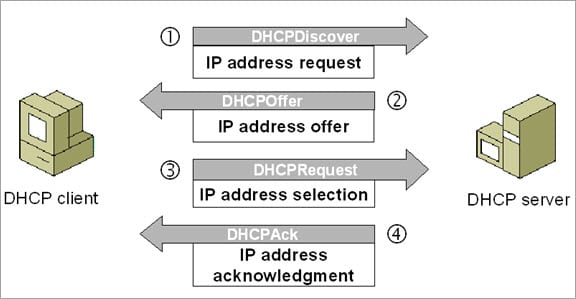 ① DHCPDiscover
IP address request
DHCPOffer ②
IP address offer
③ DHCPRequest
IP address selection
DHCPAck ④
IP address
acknowledgment
DHCP client
DHCP server